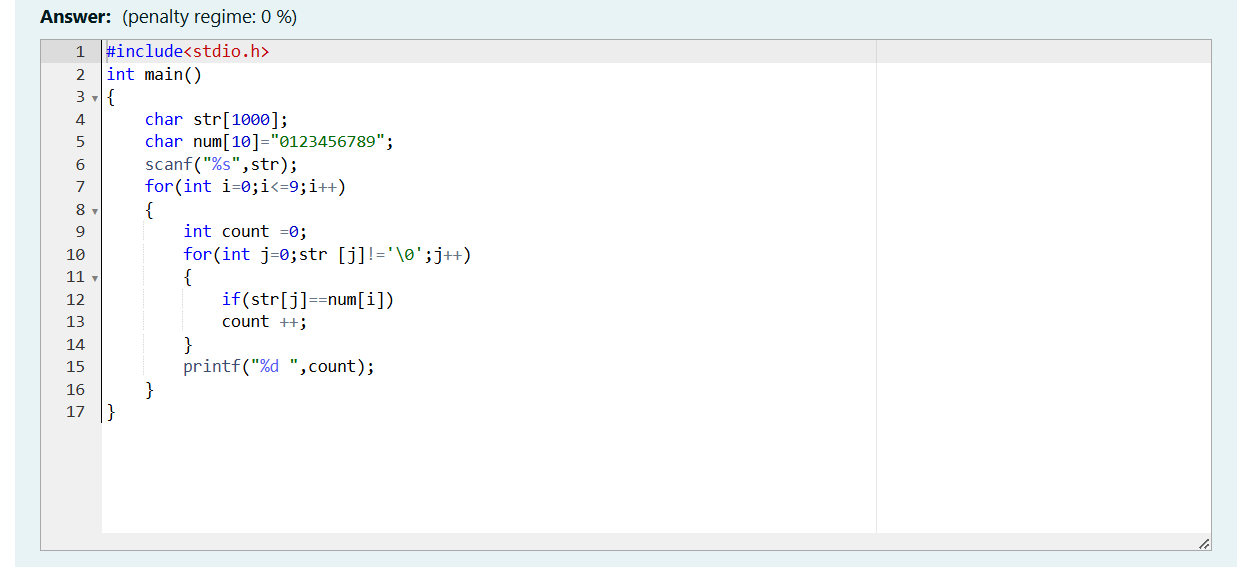 Answer: (penalty regime: 0 %)
1 #include<stdio.h>
2 int main()
3 {
4     char str[1000];
5     char num[10]="0123456789";
6     scanf("%s",str);
7     for(int i=0;i<=9;i++)
8     {
9         int count =0;
10         for(int j=0;str [j]!='\0';j++)
11         {
12             if(str[j]==num[i])
13             count ++;
14         }
15         printf("%d ",count);
16     }
17 }